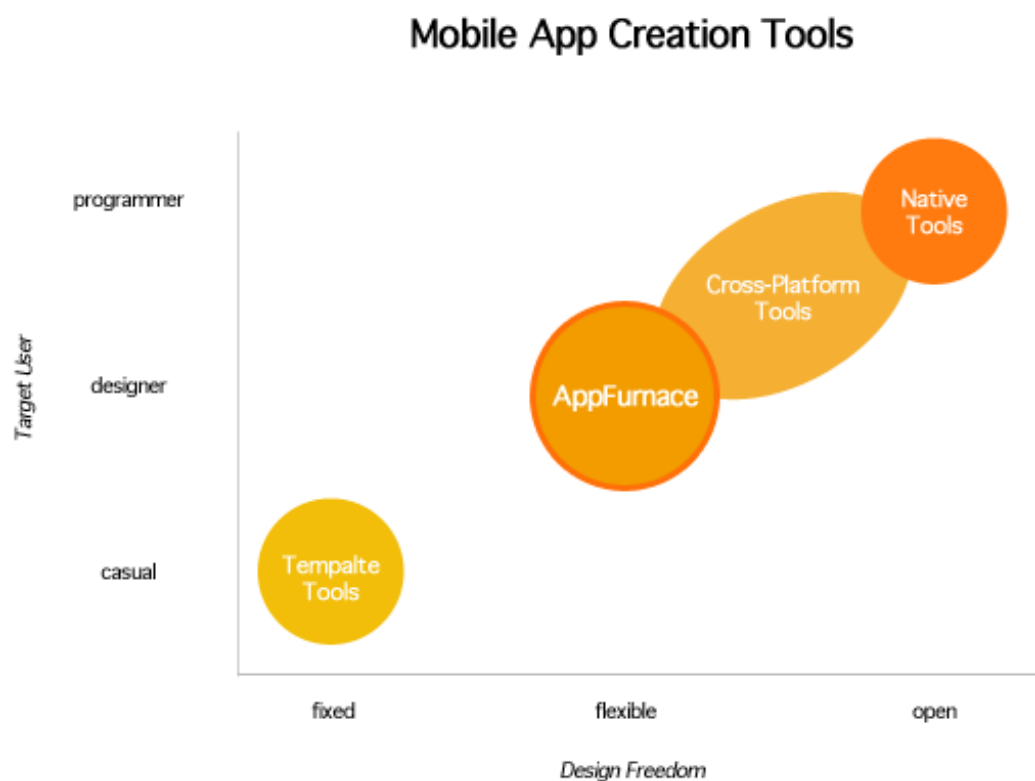 Mobile App Creation Tools
programmer
Native
Tools
Cross-Platform
Tools
Target User
designer
AppFurnace
casual
Tempalte
Tools
fixed
flexible
open
Design Freedom